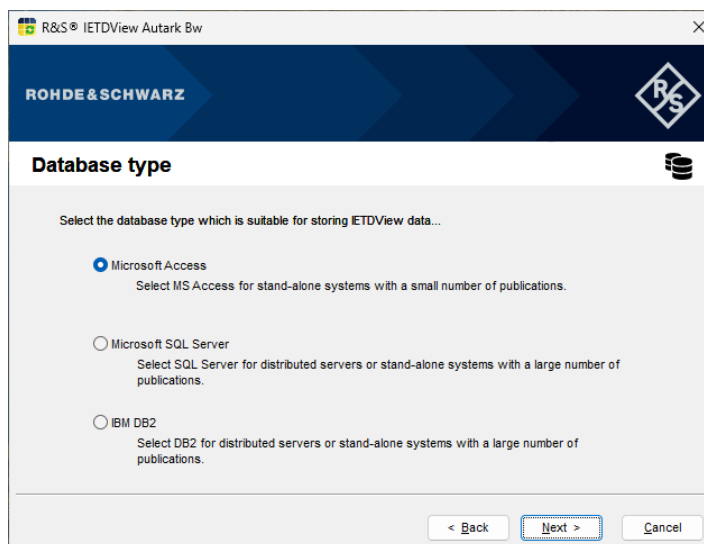 R&S® IETDView Autark Bw
ROHDE&SCHWARZ
R
S
Database type
Select the database type which is suitable for storing IETDView data...
Microsoft Access
Select MS Access for stand-alone systems with a small number of publications.
Microsoft SQL Server
Select SQL Server for distributed servers or stand-alone systems with a large number of
publications.
IBM DB2
Select DB2 for distributed servers or stand-alone systems with a large number of
publications.
< Back
Next >
Cancel